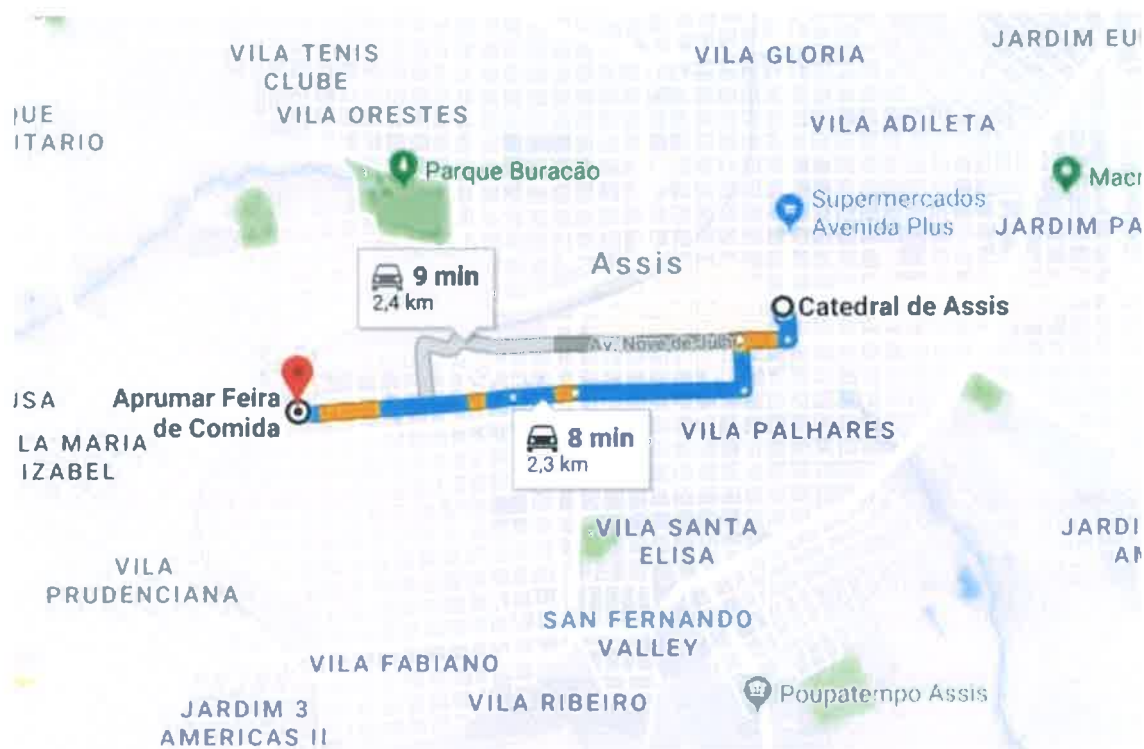 VILA TENIS
CLUBE
VILA GLORIA
JARDIM EU
VILA ORESTES
QUE
ITARIO
VILA ADILETA
Parque Buracão
Macr
Supermercados
Avenida Plus
JARDIM PA
Assis
9 min
2,4 km
Catedral de Assis
Av. Nove de Julho
USA
Aprumar Feira
de Comida
LA MARIA
IZABEL
8 min
2,3 km
VILA PALHARES
VILA SANTA
ELISA
JARDI
AM
VILA
PRUDENCIANA
SAN FERNANDO
VALLEY
VILA FABIANO
VILA RIBEIRO
Poupatempo Assis
JARDIM 3
AMERICAS II